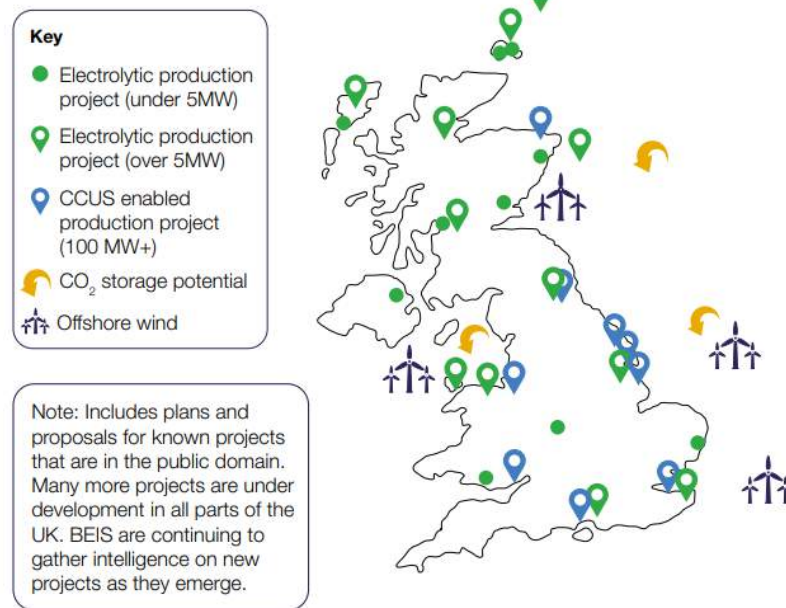 Key
Electrolytic production
project (under 5MW)
Electrolytic production
project (over 5MW)
CCUS enabled
production project
(100 MW+)
CO₂ storage potential
Offshore wind
Note: Includes plans and
proposals for known projects
that are in the public domain.
Many more projects are under
development in all parts of the
UK. BEIS are continuing to
gather intelligence on new
projects as they emerge.